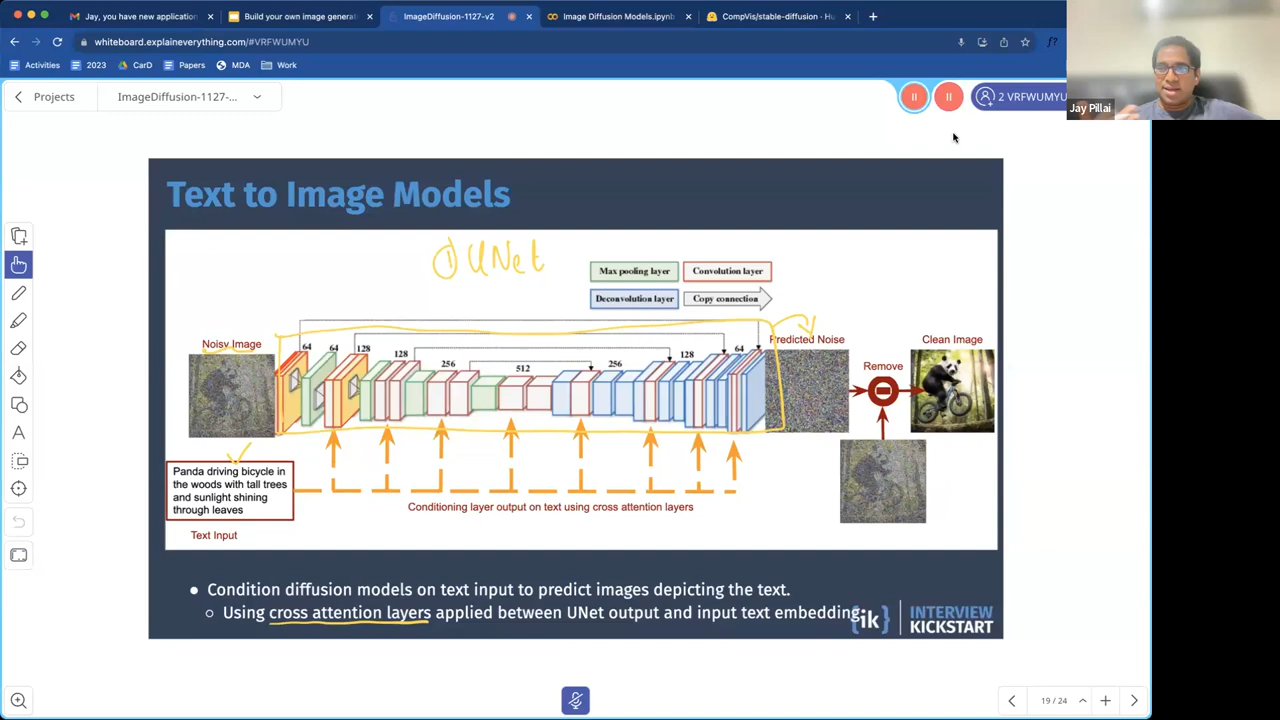 Jay, you have new application
Build your own image genera
ImageDiffusion-1127-v2
Image Diffusion Models.ipynb
CompVis/stable-diffusion · Hu
whiteboard.explaineverything.com/#VRFWUMYU
Activities
2023
CarD
Papers
MDA
Work
Projects
ImageDiffusion-1127-...
2 VRFWUMYU
Jay Pillai
Text to Image Models
① UNet
Max pooling layer
Convolution layer
Deconvolution layer
Copy connection
Noisy Image
64
64
128
128
256
512
256
128
64
Predicted Noise
Clean Image
Remove
Panda driving bicycle in
the woods with tall trees
and sunlight shining
through leaves
Conditioning layer output on text using cross attention layers
Text Input
● Condition diffusion models on text input to predict images depicting the text.
○ Using cross attention layers applied between UNet output and input text embedding
{ik}
INTERVIEW
KICKSTART
19 / 24